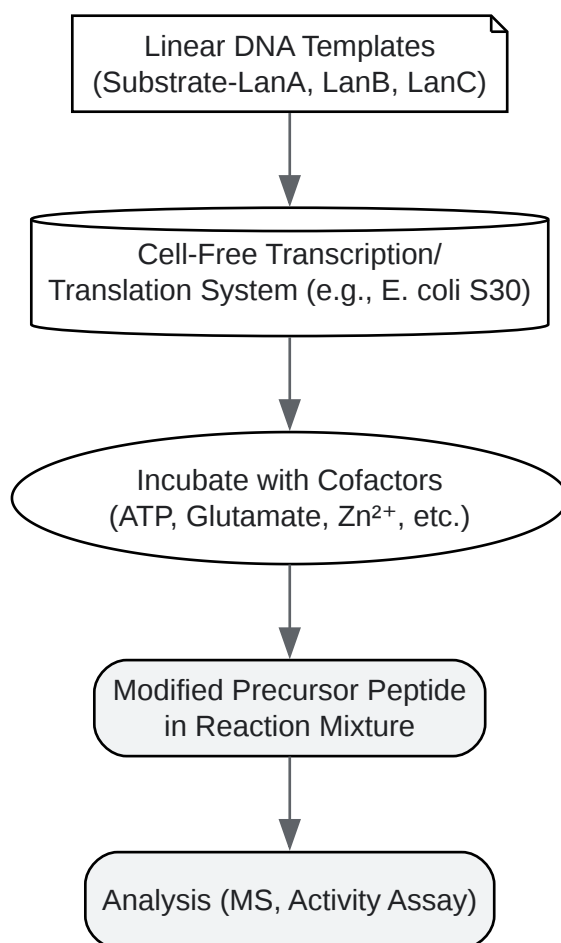 Linear DNA Templates
(Substrate-LanA, LanB, LanC)
Cell-Free Transcription/
Translation System (e.g., E. coli S30)
Incubate with Cofactors
(ATP, Glutamate, Zn²⁺, etc.)
Modified Precursor Peptide
in Reaction Mixture
Analysis (MS, Activity Assay)